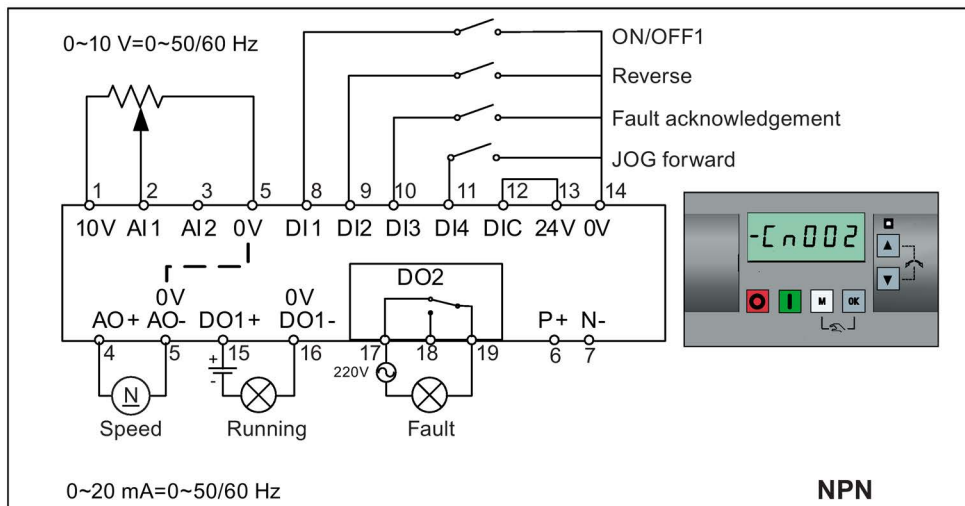 0~10 V=0~50/60 Hz
ON/OFF1
Reverse
Fault acknowledgement
JOG forward
1 2 3 5 8 9 10 11 12 13 14
10V AI1 AI2 0V DI1 DI2 DI3 DI4 DIC 24V 0V
-Cn002
M OK
DO2
0V 0V
AO+ AO- DO1+ DO1- P+ N-
4 5 15 16 17 18 19 6 7
+
-
220V
N
Speed Running Fault
0~20 mA=0~50/60 Hz
NPN